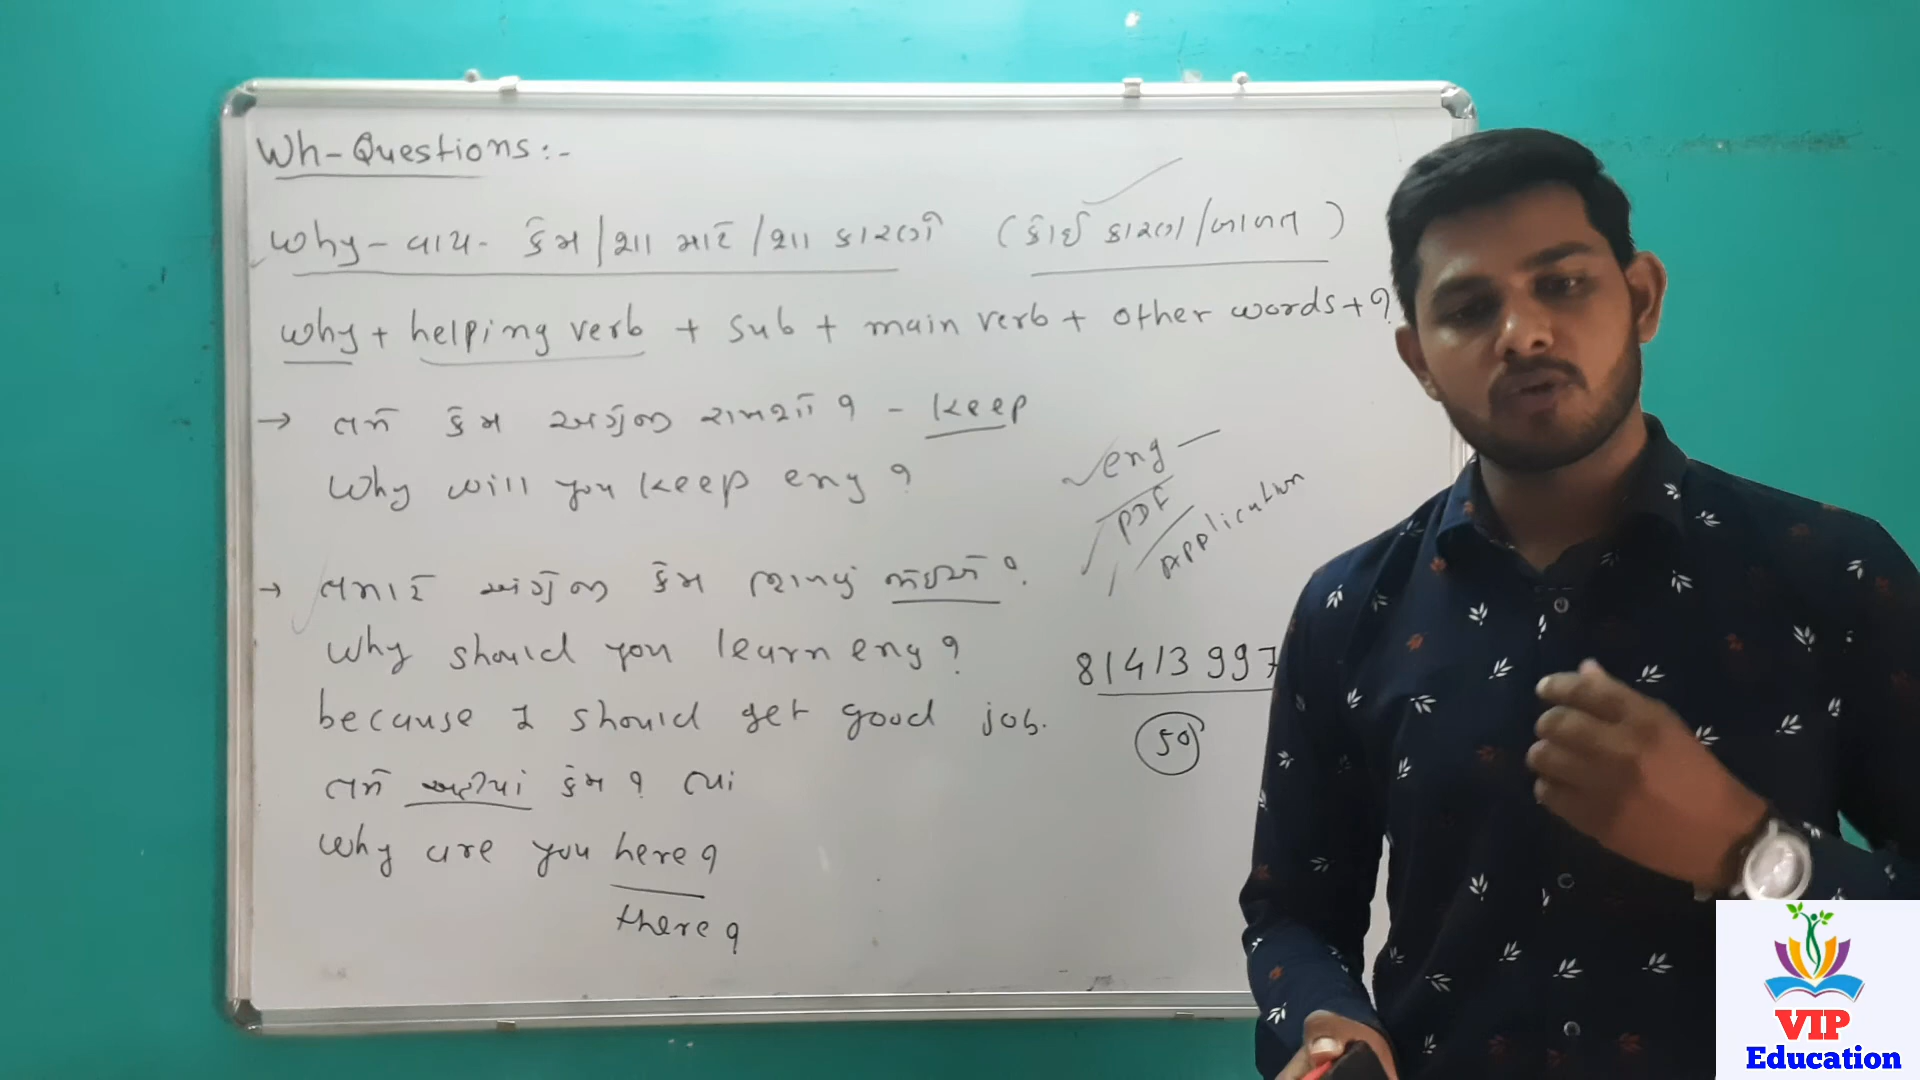 Wh-Questions:-
Why - વાય - કેમ/શા માટે/શા કારણે (કોઈ કારણ/બાબત)
Why + helping verb + sub + main verb + other words + ?
→ તમે કેમ અંગ્રેજી રાખશો? - keep
Why will you keep eng?
→ તમારે અંગ્રેજી કેમ શીખવું જોઈએ?
Why should you learn eng?
because I should get good job.
તમે અહીંયાં કેમ? ત્યાં
Why are you here?
there?
eng -
PDF
Application
81413997
50
VIP
Education